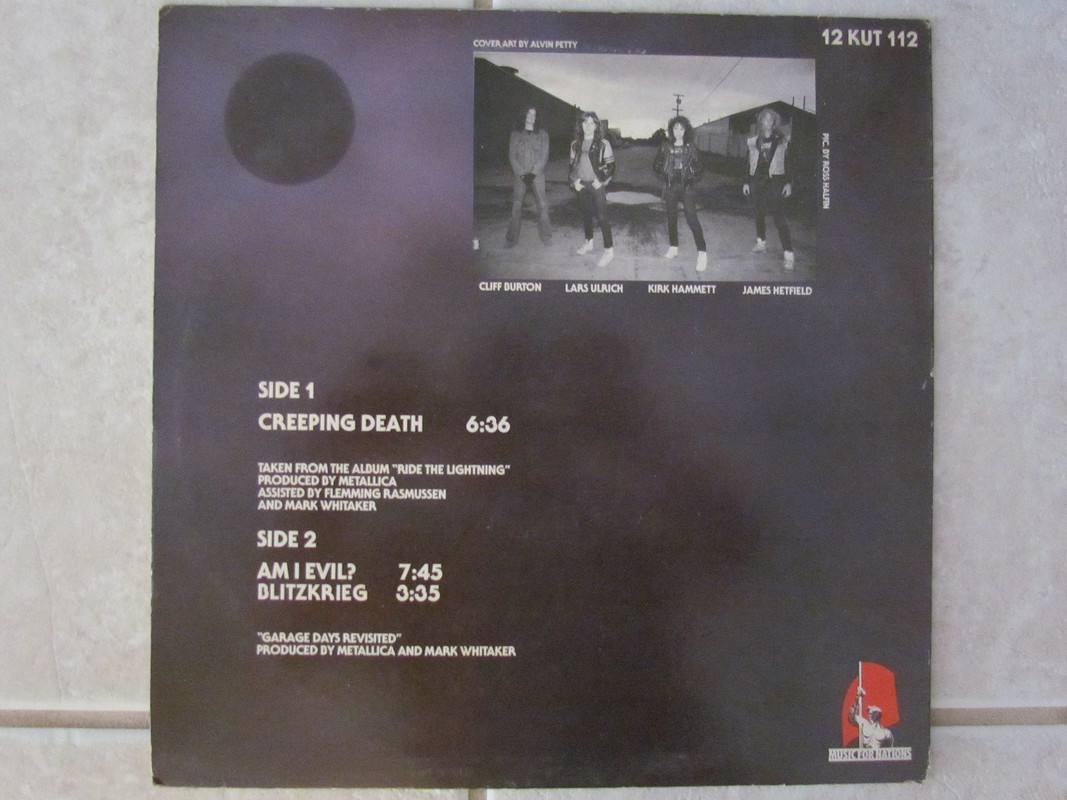 COVER ART BY ALVIN PETTY
12 KUT 112
PIC. BY ROSS HALFIN
CLIFF BURTON LARS ULRICH KIRK HAMMETT JAMES HETFIELD
SIDE 1
CREEPING DEATH 6:36
TAKEN FROM THE ALBUM "RIDE THE LIGHTNING"
PRODUCED BY METALLICA
ASSISTED BY FLEMMING RASMUSSEN
AND MARK WHITAKER
SIDE 2
AM I EVIL? 7:45
BLITZKRIEG 3:35
"GARAGE DAYS REVISITED"
PRODUCED BY METALLICA AND MARK WHITAKER
MUSIC FOR NATIONS